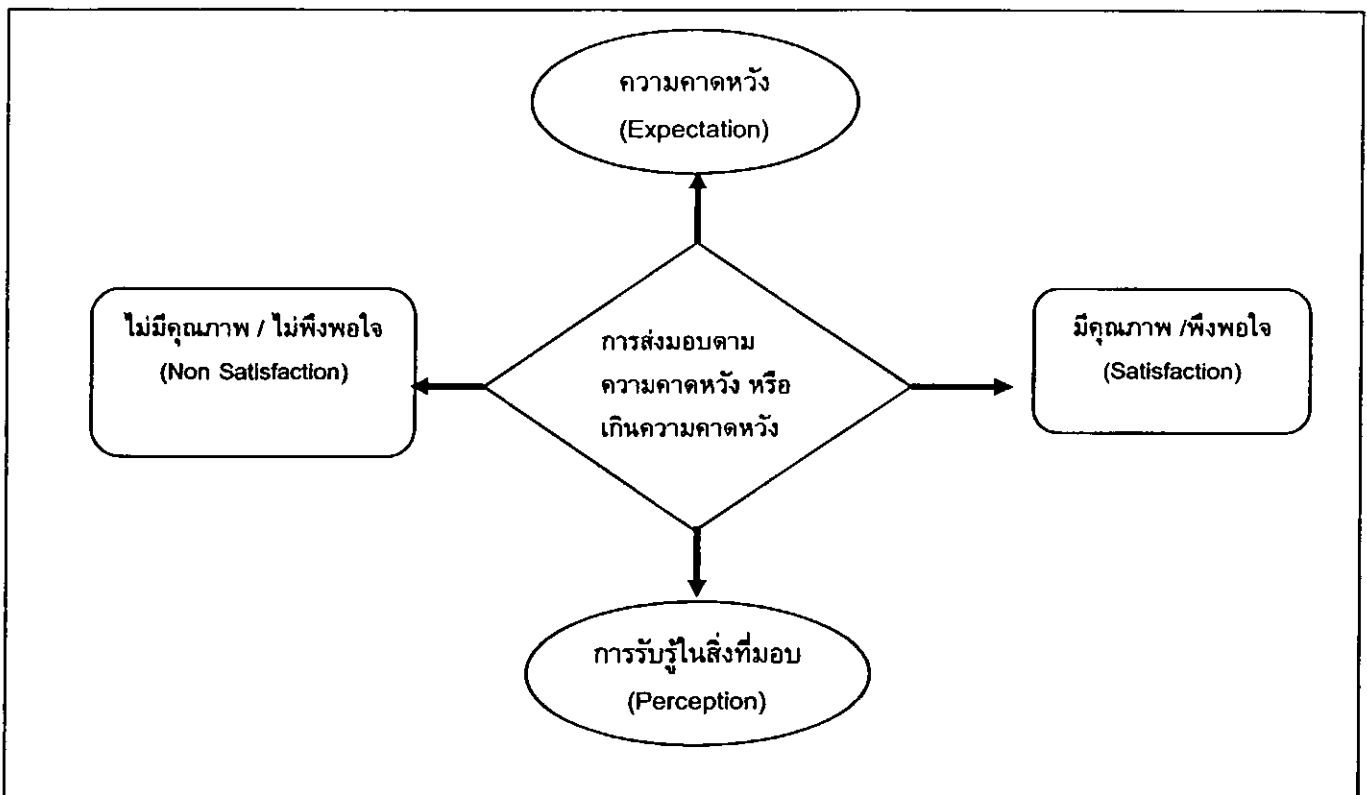 ความคาดหวัง
(Expectation)
ไม่มีคุณภาพ / ไม่พึงพอใจ
(Non Satisfaction)
การส่งมอบตาม
ความคาดหวัง หรือ
เกินความคาดหวัง
มีคุณภาพ /พึงพอใจ
(Satisfaction)
การรับรู้ในสิ่งที่มอบ
(Perception)